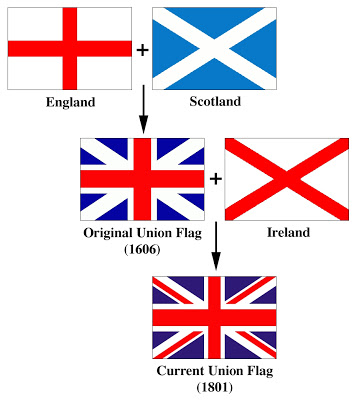 England
Scotland
Original Union Flag
(1606)
Ireland
Current Union Flag
(1801)